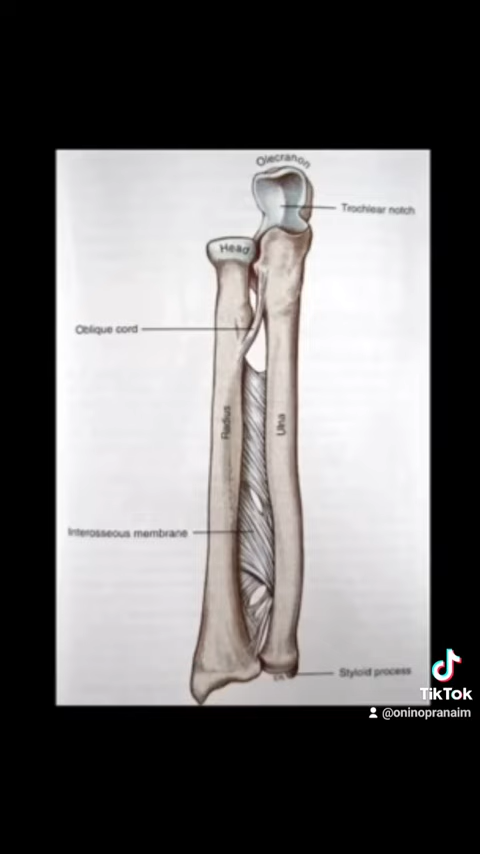 Olecranon
Trochlear notch
Head
Oblique cord
Radius
Ulna
Interosseous membrane
Styloid process
TikTok
@oninopranaim